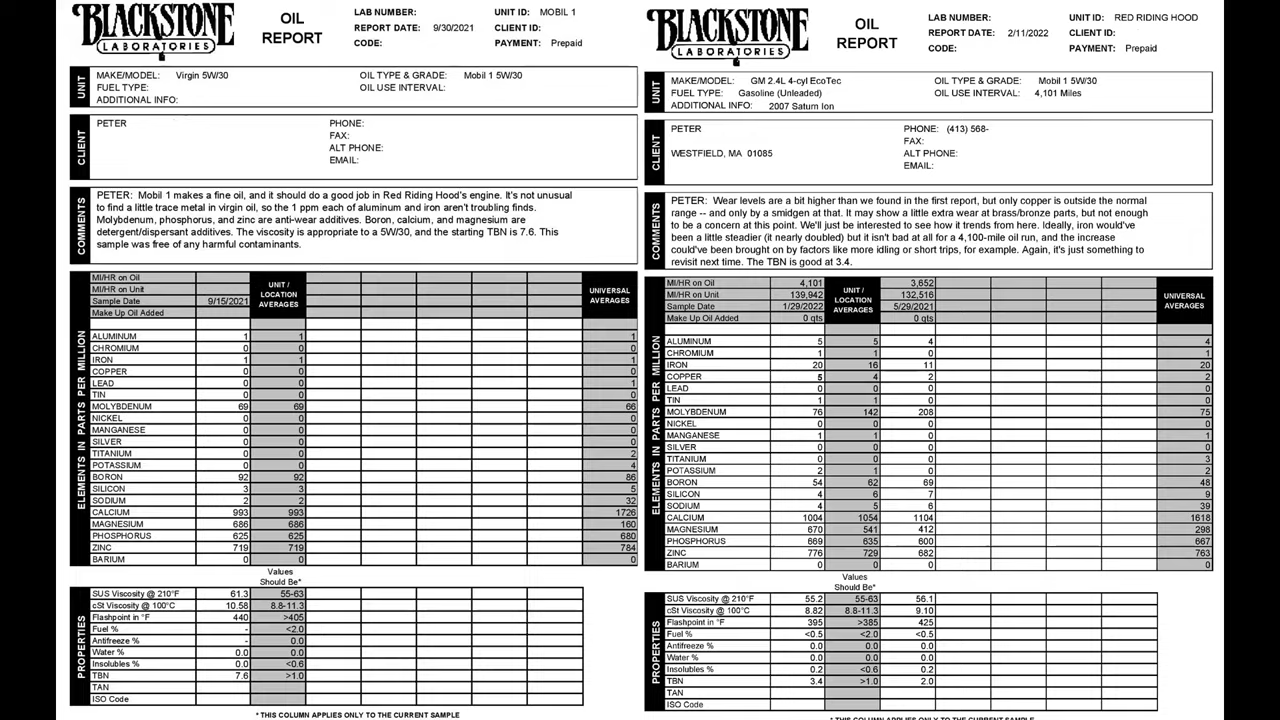 BLACKSTONE
LABORATORIES
OIL
REPORT
LAB NUMBER:
REPORT DATE: 9/30/2021
CODE:
UNIT ID: MOBIL 1
CLIENT ID:
PAYMENT: Prepaid
UNIT
MAKE/MODEL: Virgin 5W/30
FUEL TYPE:
ADDITIONAL INFO:
OIL TYPE & GRADE: Mobil 1 5W/30
OIL USE INTERVAL:
CLIENT
PETER
PHONE:
FAX:
ALT PHONE:
EMAIL:
COMMENTS
PETER: Mobil 1 makes a fine oil, and it should do a good job in Red Riding Hood's engine. It's not unusual
to find a little trace metal in virgin oil, so the 1 ppm each of aluminum and iron aren't troubling finds.
Molybdenum, phosphorus, and zinc are anti-wear additives. Boron, calcium, and magnesium are
detergent/dispersant additives. The viscosity is appropriate to a 5W/30, and the starting TBN is 7.6. This
sample was free of any harmful contaminants.
MI/HR on Oil
MI/HR on Unit
Sample Date 9/15/2021
Make Up Oil Added
UNIT /
LOCATION
AVERAGES
UNIVERSAL
AVERAGES
ELEMENTS IN PARTS PER MILLION
ALUMINUM 1 1 1
CHROMIUM 0 0 0
IRON 1 1 1
COPPER 0 0 0
LEAD 0 0 1
TIN 0 0 0
MOLYBDENUM 69 69 66
NICKEL 0 0 0
MANGANESE 0 0 0
SILVER 0 0 0
TITANIUM 0 0 2
POTASSIUM 0 0 4
BORON 92 92 86
SILICON 3 3 5
SODIUM 2 2 32
CALCIUM 993 993 1726
MAGNESIUM 686 686 160
PHOSPHORUS 625 625 680
ZINC 719 719 784
BARIUM 0 0 0
Values
Should Be*
PROPERTIES
SUS Viscosity @ 210°F 61.3 55-63
cSt Viscosity @ 100°C 10.58 8.8-11.3
Flashpoint in °F 440 >405
Fuel % - <2.0
Antifreeze % - 0.0
Water % 0.0 0.0
Insolubles % 0.0 <0.6
TBN 7.6 >1.0
TAN
ISO Code
* THIS COLUMN APPLIES ONLY TO THE CURRENT SAMPLE
BLACKSTONE
LABORATORIES
OIL
REPORT
LAB NUMBER:
REPORT DATE: 2/11/2022
CODE:
UNIT ID: RED RIDING HOOD
CLIENT ID:
PAYMENT: Prepaid
UNIT
MAKE/MODEL: GM 2.4L 4-cyl EcoTec
FUEL TYPE: Gasoline (Unleaded)
ADDITIONAL INFO: 2007 Saturn Ion
OIL TYPE & GRADE: Mobil 1 5W/30
OIL USE INTERVAL: 4,101 Miles
CLIENT
PETER
WESTFIELD, MA 01085
PHONE: (413) 568-
FAX:
ALT PHONE:
EMAIL:
COMMENTS
PETER: Wear levels are a bit higher than we found in the first report, but only copper is outside the normal
range -- and only by a smidgen at that. It may show a little extra wear at brass/bronze parts, but not enough
to be a concern at this point. We'll just be interested to see how it trends from here. Ideally, iron would've
been a little steadier (it nearly doubled) but it isn't bad at all for a 4,100-mile oil run, and the increase
could've been brought on by factors like more idling or short trips, for example. Again, it's just something to
revisit next time. The TBN is good at 3.4.
MI/HR on Oil 4,101 3,652
MI/HR on Unit 139,942 132,516
Sample Date 1/29/2022 5/29/2021
Make Up Oil Added 0 qts 0 qts
UNIT /
LOCATION
AVERAGES
UNIVERSAL
AVERAGES
ELEMENTS IN PARTS PER MILLION
ALUMINUM 5 5 4 4
CHROMIUM 1 1 0 1
IRON 20 16 11 20
COPPER 5 4 2 2
LEAD 0 0 0 0
TIN 1 1 0 0
MOLYBDENUM 76 142 208 75
NICKEL 0 0 0 0
MANGANESE 1 1 0 1
SILVER 0 0 0 0
TITANIUM 0 0 0 3
POTASSIUM 2 1 0 2
BORON 54 62 69 48
SILICON 4 6 7 9
SODIUM 4 5 6 39
CALCIUM 1004 1054 1104 1618
MAGNESIUM 670 541 412 298
PHOSPHORUS 669 635 600 667
ZINC 776 729 682 763
BARIUM 0 0 0 0
Values
Should Be*
PROPERTIES
SUS Viscosity @ 210°F 55.2 55-63 56.1
cSt Viscosity @ 100°C 8.82 8.8-11.3 9.10
Flashpoint in °F 395 >385 425
Fuel % <0.5 <2.0 <0.5
Antifreeze % 0.0 0.0 0.0
Water % 0.0 0.0 0.0
Insolubles % 0.2 <0.6 0.2
TBN 3.4 >1.0 2.0
TAN
ISO Code
* THIS COLUMN APPLIES ONLY TO THE CURRENT SAMPLE